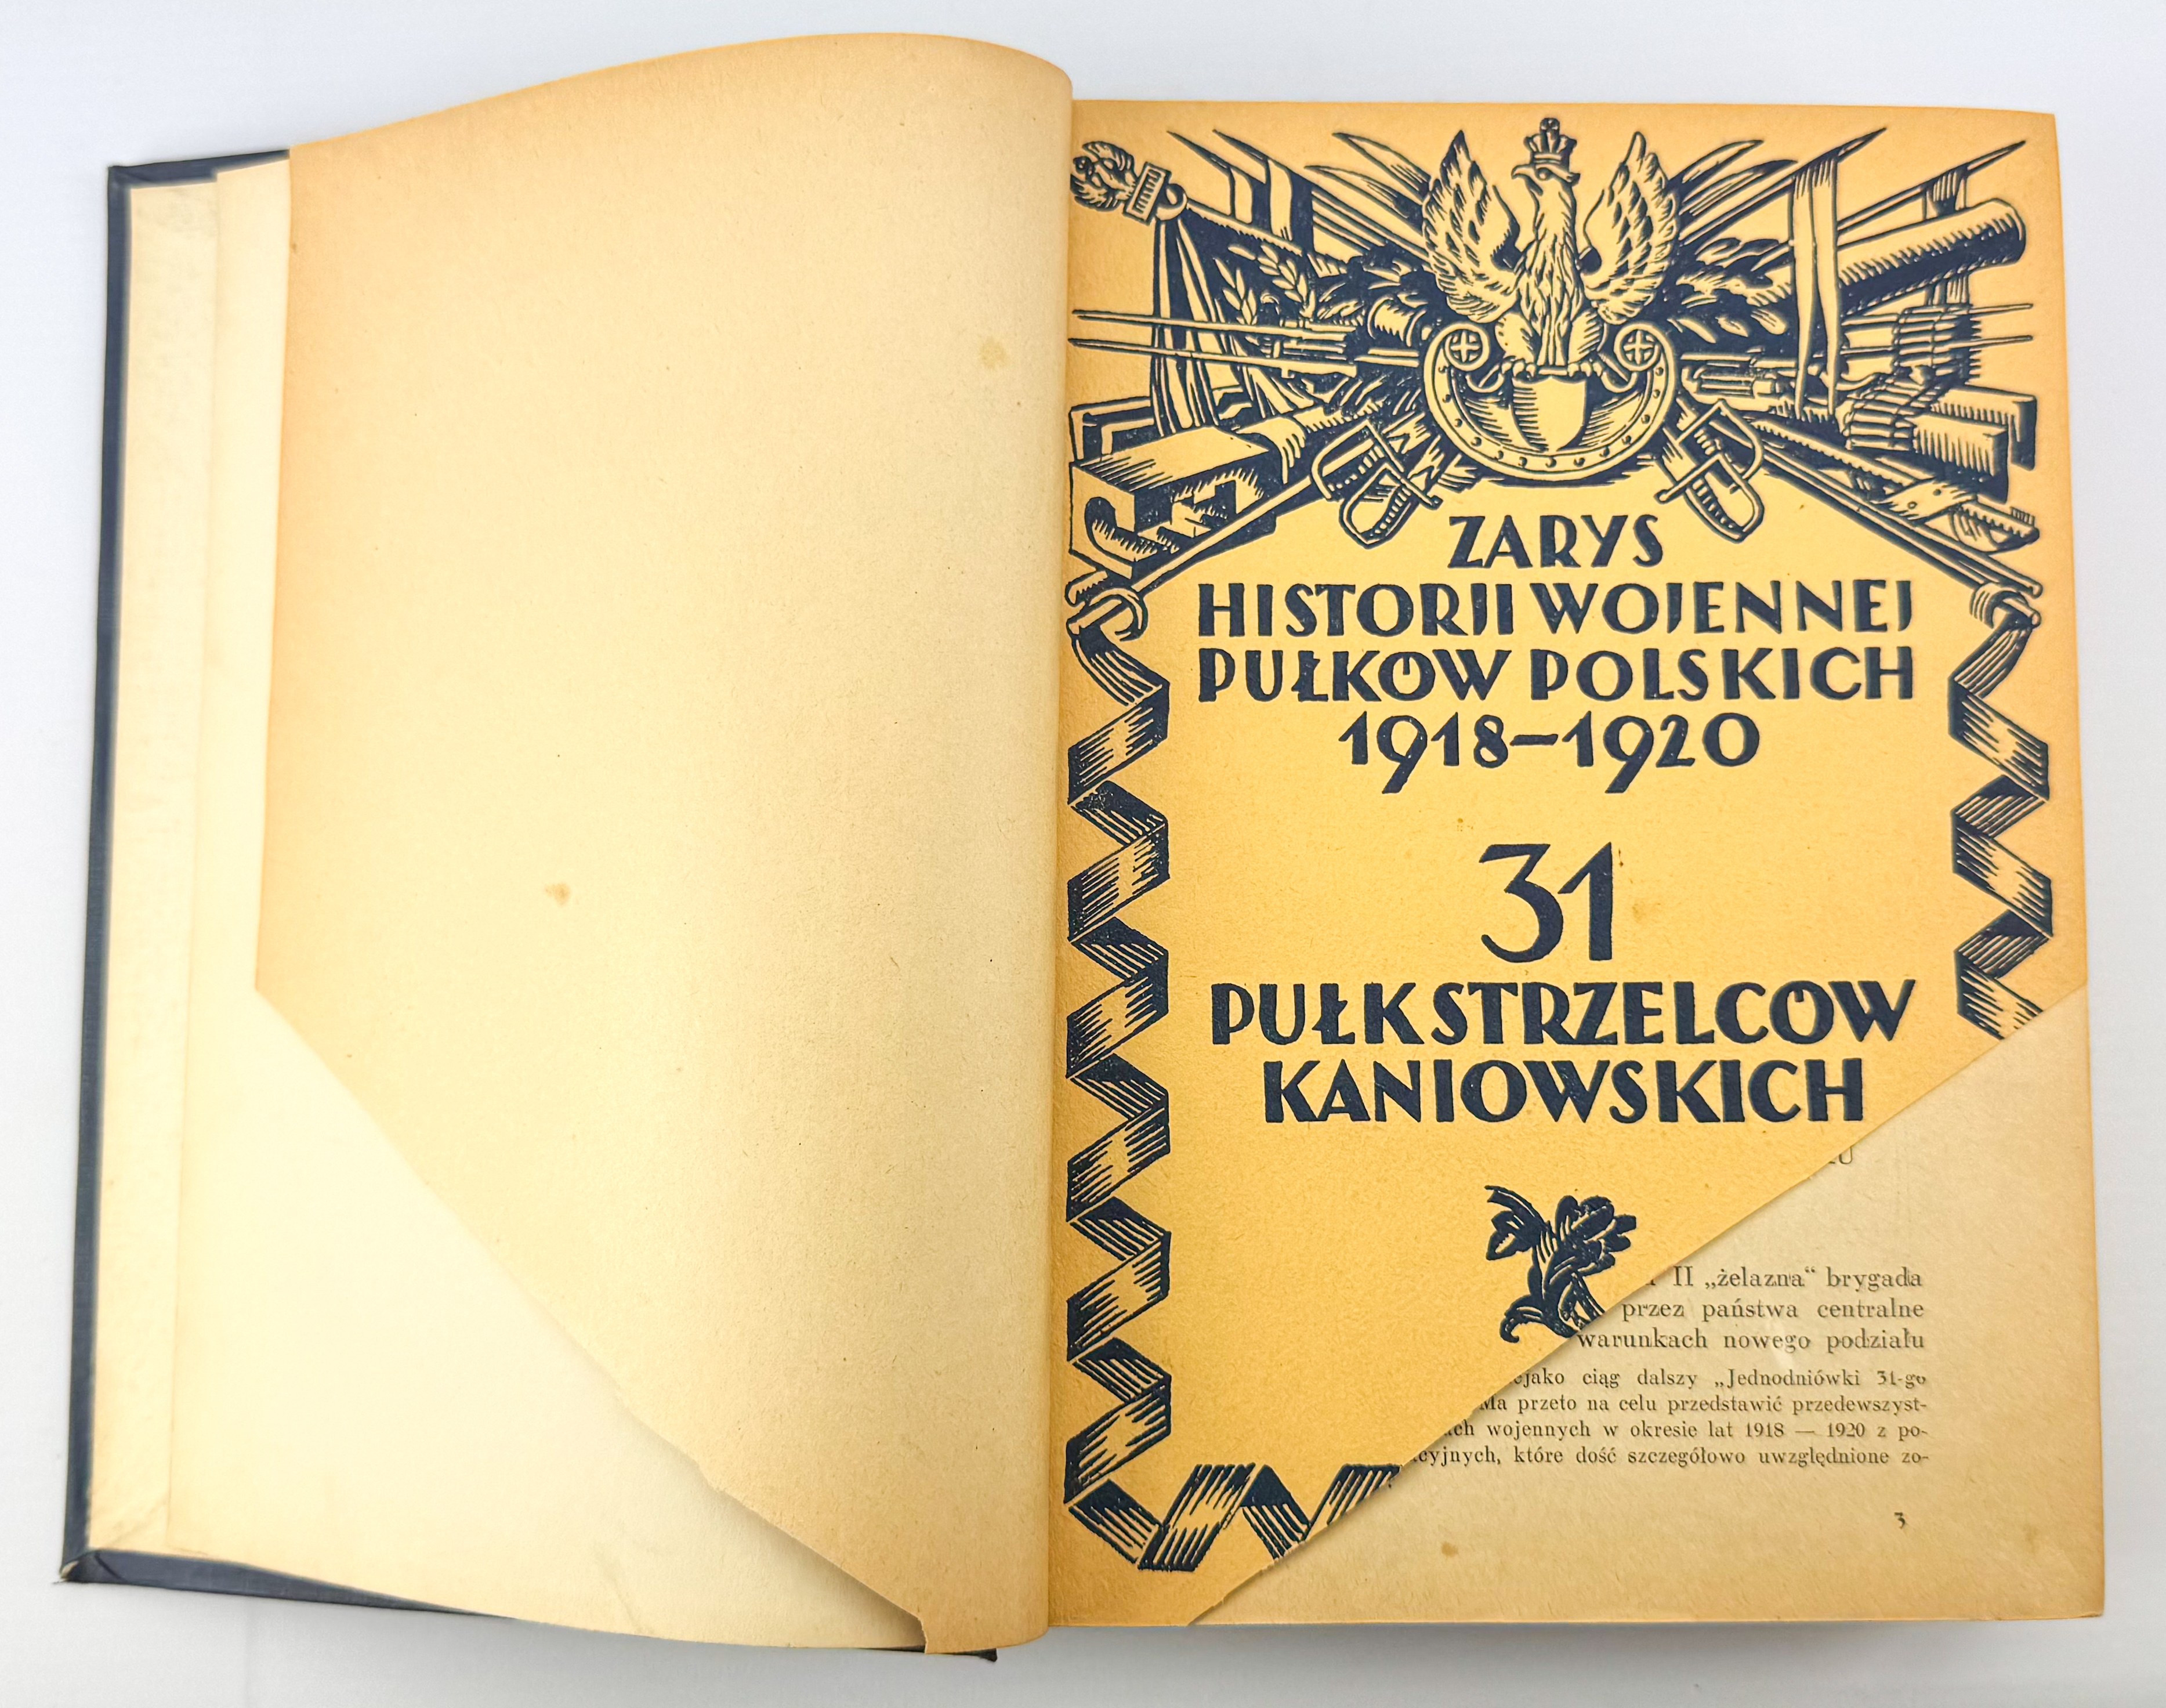 ZARYS
HISTORJI WOJENNEJ
PUŁKÓW POLSKICH
1918–1920
31
PUŁK STRZELCÓW
KANIOWSKICH
II „żelazna“ brygada
przez państwa centralne
warunkach nowego podziału
ciąg dalszy „Jednodniówki 31-go
Ma przeto na celu przedstawić przedewszyst-
wojennych w okresie lat 1918 — 1920 z po-
które dość szczegółowo uwzględnione zo-
3